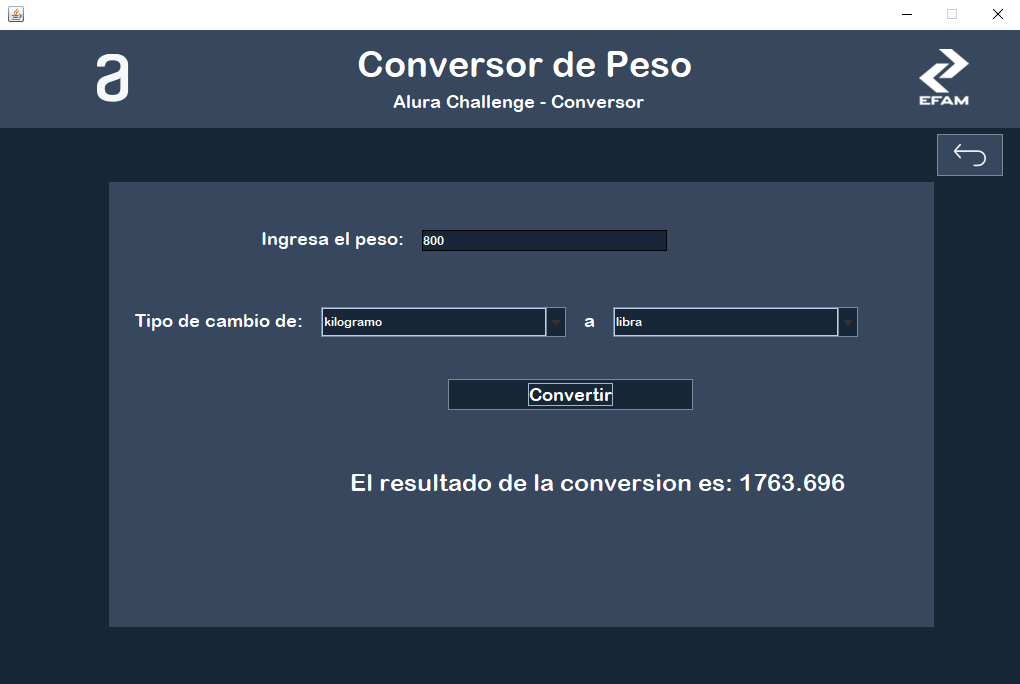 a
Conversor de Peso
Alura Challenge - Conversor
EFAM
Ingresa el peso: 800
Tipo de cambio de: kilogramo a libra
Convertir
El resultado de la conversion es: 1763.696